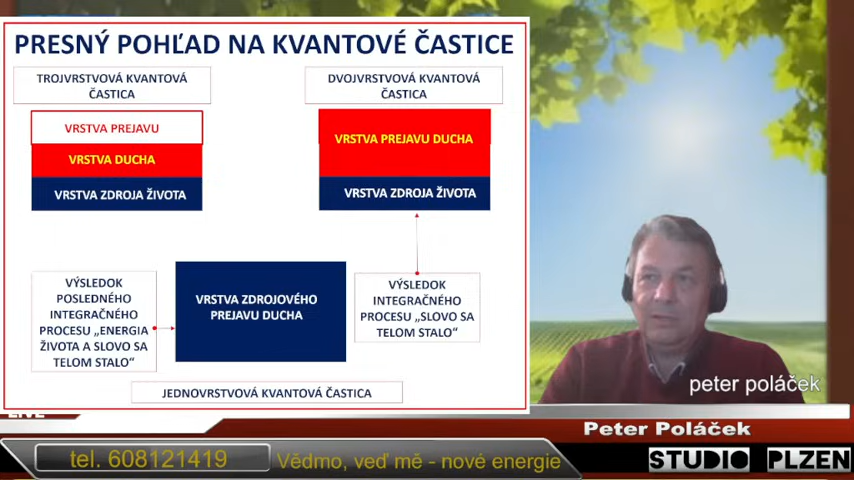 PRESNÝ POHĽAD NA KVANTOVÉ ČASTICE
TROJVRSTVOVÁ KVANTOVÁ
ČASTICA
VRSTVA PREJAVU
VRSTVA DUCHA
VRSTVA ZDROJA ŽIVOTA
DVOJVRSTVOVÁ KVANTOVÁ
ČASTICA
VRSTVA PREJAVU DUCHA
VRSTVA ZDROJA ŽIVOTA
VÝSLEDOK
POSLEDNÉHO
INTEGRAČNÉHO
PROCESU „ENERGIA
ŽIVOTA A SLOVO SA
TELOM STALO“
VRSTVA ZDROJOVÉHO
PREJAVU DUCHA
VÝSLEDOK
INTEGRAČNÉHO
PROCESU „SLOVO SA
TELOM STALO“
JEDNOVRSTVOVÁ KVANTOVÁ ČASTICA
peter poláček
LIVE
Peter Poláček
tel. 608121419
Vědmo, veď mě - nové energie
STUDIO PLZEN